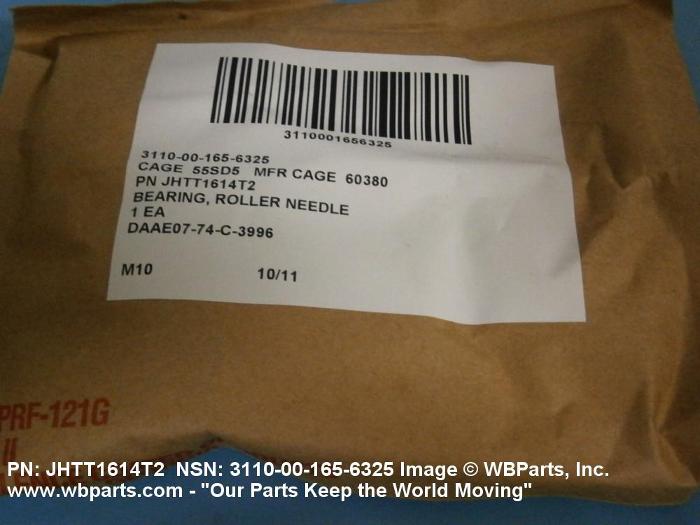 3110001656325
3110-00-165-6325
CAGE 55SD5 MFR CAGE 60380
PN JHTT1614T2
BEARING, ROLLER NEEDLE
1 EA
DAAE07-74-C-3996
M10 10/11
PRF-121G
II
PN: JHTT1614T2 NSN: 3110-00-165-6325 Image © WBParts, Inc.
www.wbparts.com - "Our Parts Keep the World Moving"